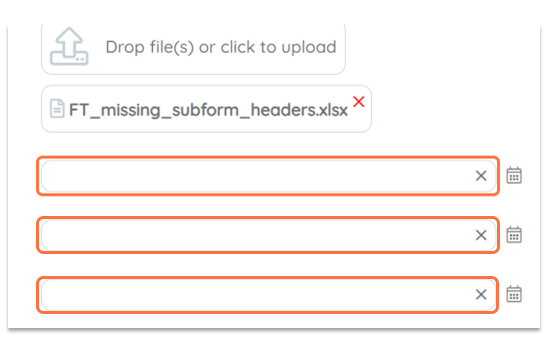 Drop file(s) or click to upload
FT_missing_subform_headers.xlsx